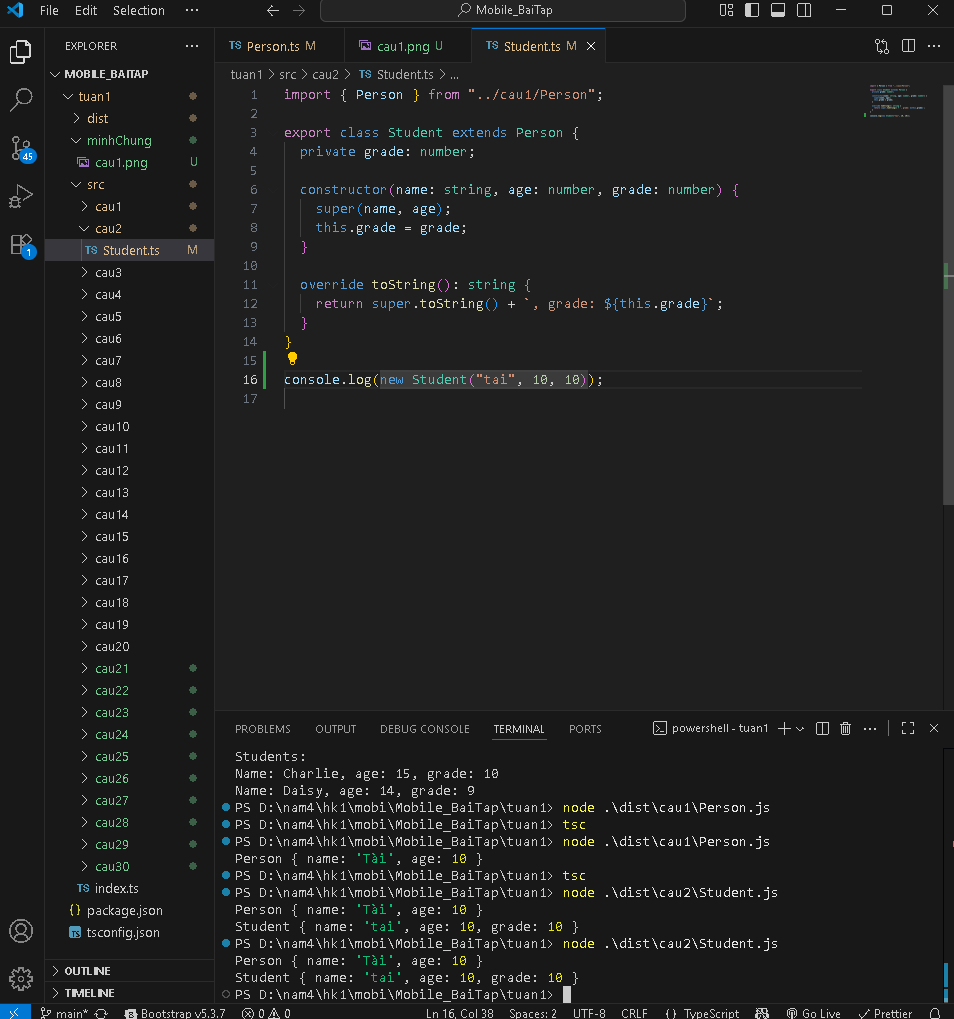 File Edit Selection ... Mobile_BaiTap
EXPLORER ...
MOBILE_BAITAP
tuan1
dist
minhChung
cau1.png U
src
cau1
cau2
TS Student.ts M
cau3
cau4
cau5
cau6
cau7
cau8
cau9
cau10
cau11
cau12
cau13
cau14
cau15
cau16
cau17
cau18
cau19
cau20
cau21
cau22
cau23
cau24
cau25
cau26
cau27
cau28
cau29
cau30
TS index.ts
{} package.json
TS tsconfig.json
OUTLINE
TIMELINE
45
1
TS Person.ts M cau1.png U TS Student.ts M
tuan1 > src > cau2 > TS Student.ts > ...
1 import { Person } from "../cau1/Person";
2
3 export class Student extends Person {
4 private grade: number;
5
6 constructor(name: string, age: number, grade: number) {
7 super(name, age);
8 this.grade = grade;
9 }
10
11 override toString(): string {
12 return super.toString() + `, grade: ${this.grade}`;
13 }
14 }
15
16 console.log(new Student("tai", 10, 10));
17
PROBLEMS OUTPUT DEBUG CONSOLE TERMINAL PORTS powershell - tuan1
Students:
Name: Charlie, age: 15, grade: 10
Name: Daisy, age: 14, grade: 9
PS D:\nam4\hk1\mobi\Mobile_BaiTap\tuan1> node .\dist\cau1\Person.js
PS D:\nam4\hk1\mobi\Mobile_BaiTap\tuan1> tsc
PS D:\nam4\hk1\mobi\Mobile_BaiTap\tuan1> node .\dist\cau1\Person.js
Person { name: 'Tài', age: 10 }
PS D:\nam4\hk1\mobi\Mobile_BaiTap\tuan1> tsc
PS D:\nam4\hk1\mobi\Mobile_BaiTap\tuan1> node .\dist\cau2\Student.js
Person { name: 'Tài', age: 10 }
Student { name: 'tai', age: 10, grade: 10 }
PS D:\nam4\hk1\mobi\Mobile_BaiTap\tuan1> node .\dist\cau2\Student.js
Person { name: 'Tài', age: 10 }
Student { name: 'tai', age: 10, grade: 10 }
PS D:\nam4\hk1\mobi\Mobile_BaiTap\tuan1>
main* Bootstrap v5.3.7 0 0 Ln 16, Col 38 Spaces: 2 UTF-8 CRLF {} TypeScript Go Live Prettier